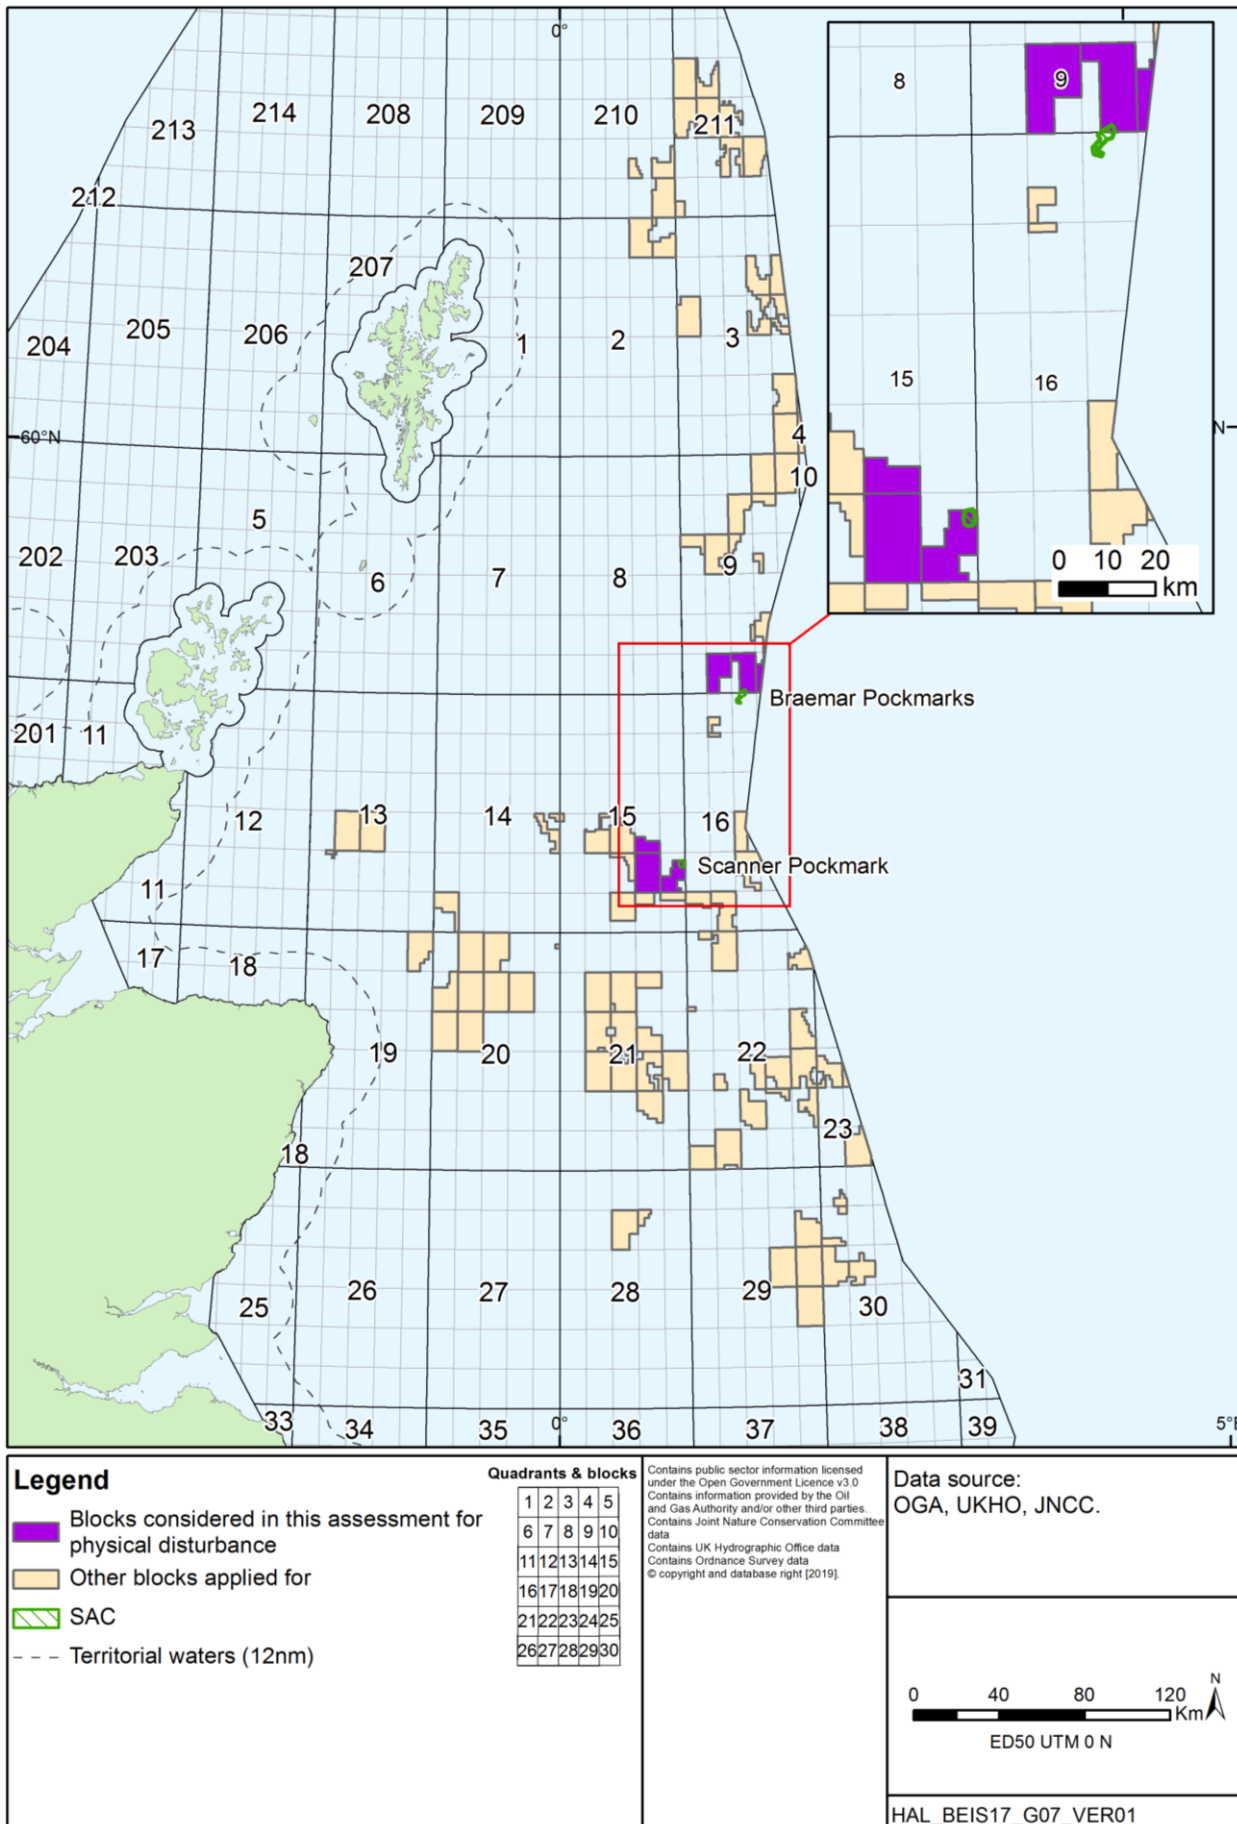 0°
213
214
208
209
210
211
212
207
204
205
206
1
2
3
60°N
4
10
5
202
203
6
7
8
9
201
11
Braemar Pockmarks
12
13
14
15
16
Scanner Pockmark
11
17
18
19
20
21
22
23
18
25
26
27
28
29
30
31
33
34
35
0°
36
37
38
39
5°E
8
9
15
16
N
0 10 20
km
Legend
Blocks considered in this assessment for
physical disturbance
Other blocks applied for
SAC
Territorial waters (12nm)
Quadrants & blocks
1 2 3 4 5
6 7 8 9 10
11 12 13 14 15
16 17 18 19 20
21 22 23 24 25
26 27 28 29 30
Contains public sector information licensed
under the Open Government Licence v3.0
Contains information provided by the Oil
and Gas Authority and/or other third parties.
Contains Joint Nature Conservation Committee
data
Contains UK Hydrographic Office data
Contains Ordnance Survey data
© copyright and database right [2019].
Data source:
OGA, UKHO, JNCC.
0 40 80 120
Km
N
ED50 UTM 0 N
HAL_BEIS17_G07_VER01